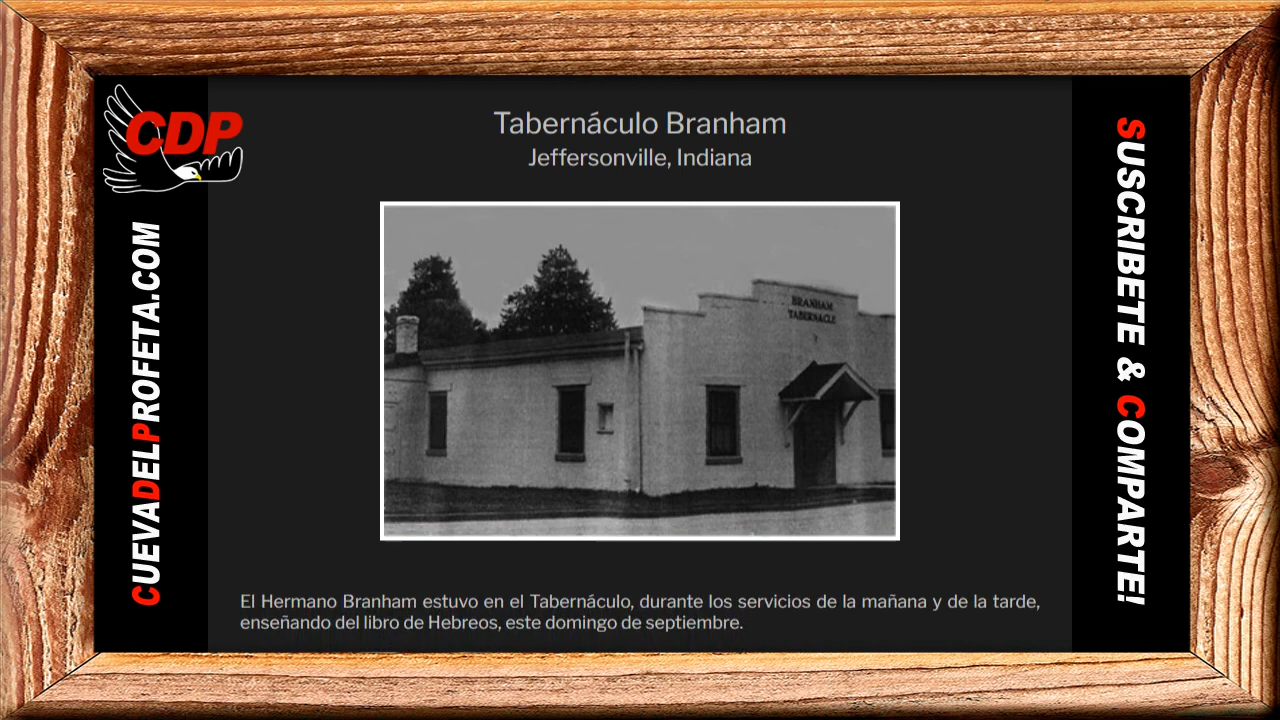 CDP
Tabernáculo Branham
Jeffersonville, Indiana
CUEVADELPROFETA.COM
SUSCRIBETE & COMPARTE!
BRANHAM
TABERNACLE
El Hermano Branham estuvo en el Tabernáculo, durante los servicios de la mañana y de la tarde,
enseñando del libro de Hebreos, este domingo de septiembre.